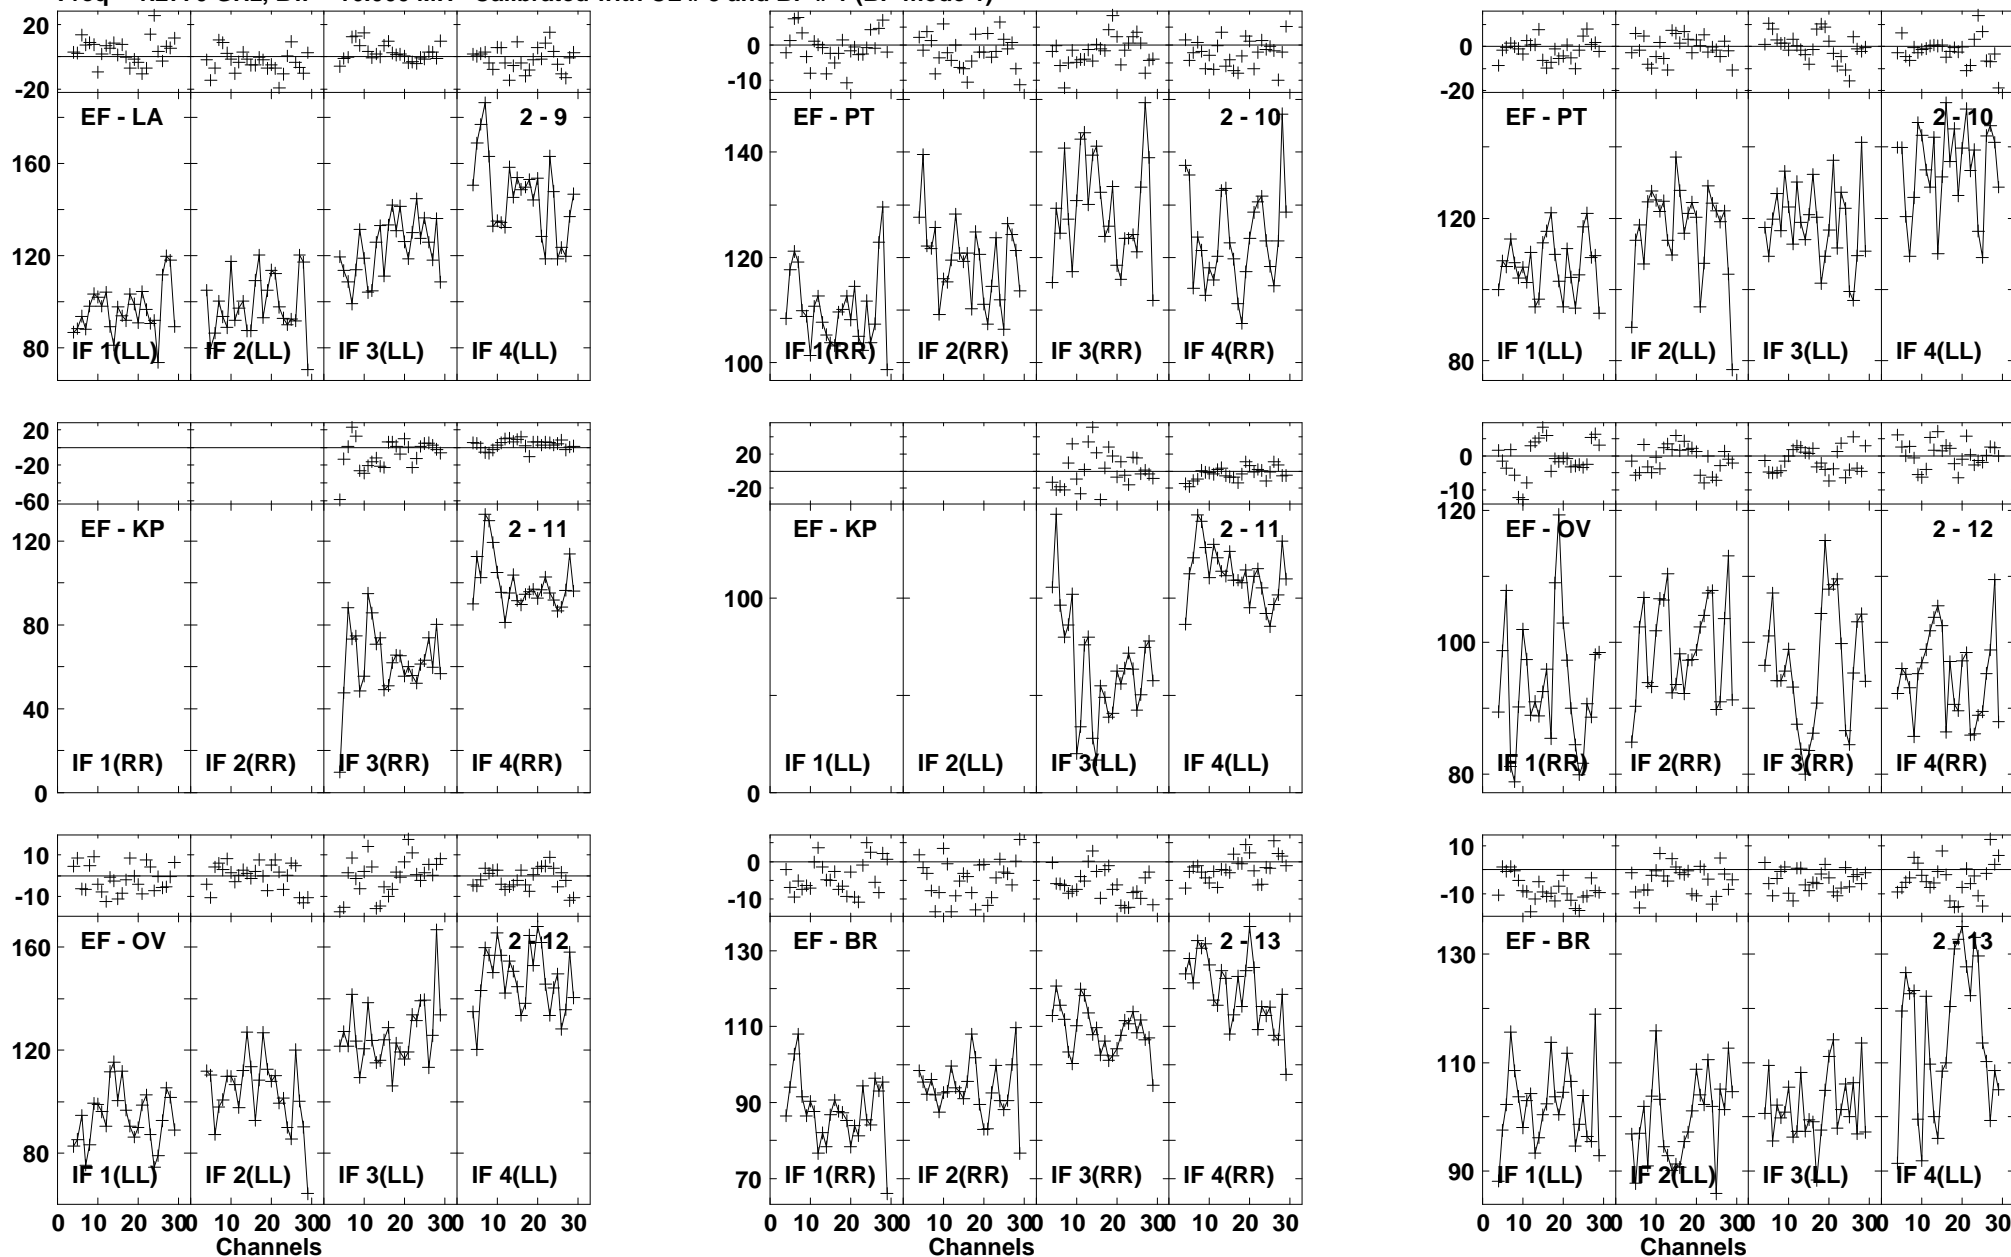 20
0
-20
EF - LA 2 - 9
160
120
80
IF 1(LL) IF 2(LL) IF 3(LL) IF 4(LL)
0
-10
EF - PT 2 - 10
140
120
100
IF 1(RR) IF 2(RR) IF 3(RR) IF 4(RR)
0
-20
EF - PT 2 - 10
120
80
IF 1(LL) IF 2(LL) IF 3(LL) IF 4(LL)
20
-20
-60
EF - KP 2 - 11
120
80
40
IF 1(RR) IF 2(RR) IF 3(RR) IF 4(RR)
0
20
-20
EF - KP 2 - 11
100
IF 1(LL) IF 2(LL) IF 3(LL) IF 4(LL)
0
0
-10
120
EF - OV 2 - 12
100
IF 1(RR) IF 2(RR) IF 3(RR) IF 4(RR)
80
10
-10
EF - OV 2 - 12
160
120
80
IF 1(LL) IF 2(LL) IF 3(LL) IF 4(LL)
0 10 20 30 0 10 20 30 0 10 20 30 0 10 20 30
Channels
0
-10
EF - BR 2 - 13
130
110
90
70
IF 1(RR) IF 2(RR) IF 3(RR) IF 4(RR)
0 10 20 30 0 10 20 30 0 10 20 30 0 10 20 30
Channels
10
-10
EF - BR 2 - 13
130
110
90
IF 1(LL) IF 2(LL) IF 3(LL) IF 4(LL)
0 10 20 30 0 10 20 30 0 10 20 30 0 10 20 30
Channels